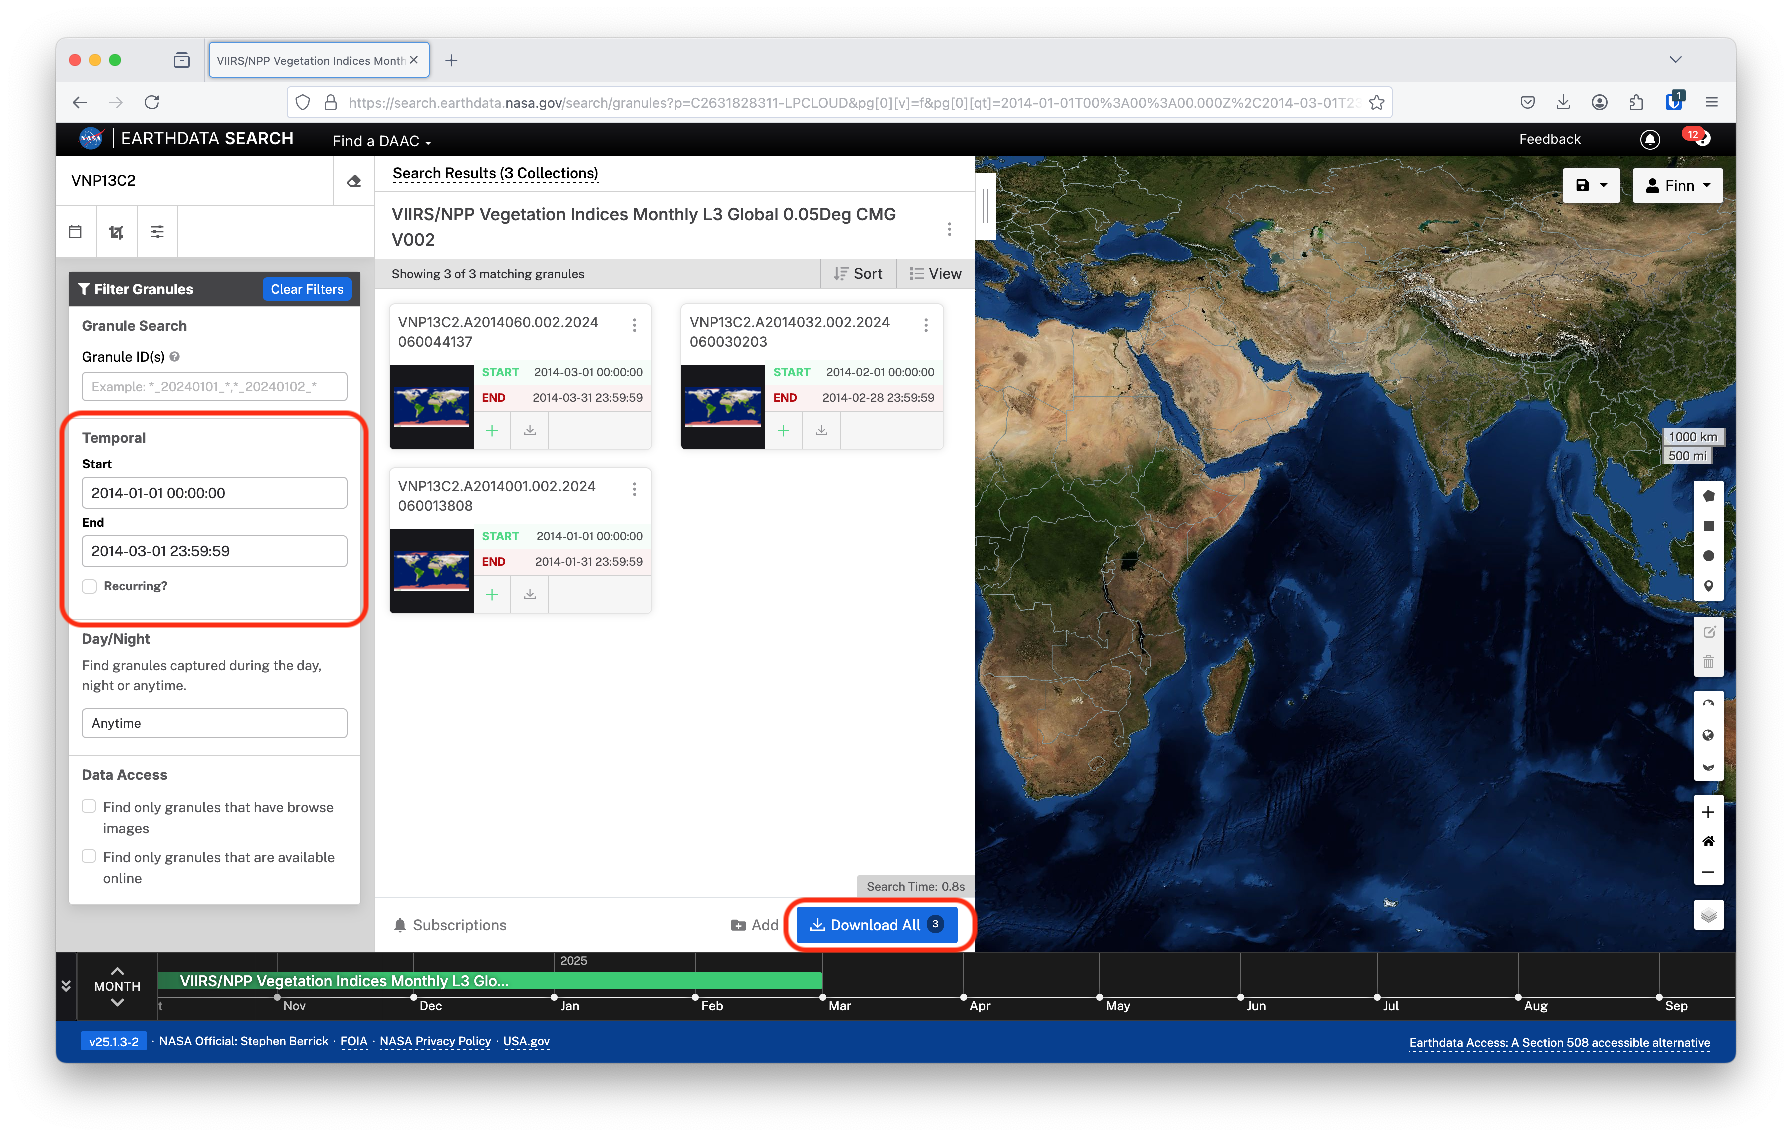 VIIRS/NPP Vegetation Indices Month
https://search.earthdata.nasa.gov/search/granules?p=C2631828311-LPCLOUD&pg[0][v]=f&pg[0][qt]=2014-01-01T00%3A00%3A00.000Z%2C2014-03-01T2
1
NASA
EARTHDATA SEARCH
Find a DAAC
Feedback
12
VNP13C2
Search Results (3 Collections)
Finn
VIIRS/NPP Vegetation Indices Monthly L3 Global 0.05Deg CMG
V002
Showing 3 of 3 matching granules
Sort
View
Filter Granules
Clear Filters
Granule Search
Granule ID(s)
Example: *_20240101_*,*_20240102_*
Temporal
Start
2014-01-01 00:00:00
End
2014-03-01 23:59:59
Recurring?
Day/Night
Find granules captured during the day,
night or anytime.
Anytime
Data Access
Find only granules that have browse
images
Find only granules that are available
online
VNP13C2.A2014060.002.2024
060044137
START 2014-03-01 00:00:00
END 2014-03-31 23:59:59
VNP13C2.A2014032.002.2024
060030203
START 2014-02-01 00:00:00
END 2014-02-28 23:59:59
VNP13C2.A2014001.002.2024
060013808
START 2014-01-01 00:00:00
END 2014-01-31 23:59:59
1000 km
500 mi
Search Time: 0.8s
Subscriptions
Add
Download All 3
MONTH
2025
VIIRS/NPP Vegetation Indices Monthly L3 Glo...
t Nov Dec Jan Feb Mar Apr May Jun Jul Aug Sep
v25.1.3-2 · NASA Official: Stephen Berrick · FOIA · NASA Privacy Policy · USA.gov
Earthdata Access: A Section 508 accessible alternative